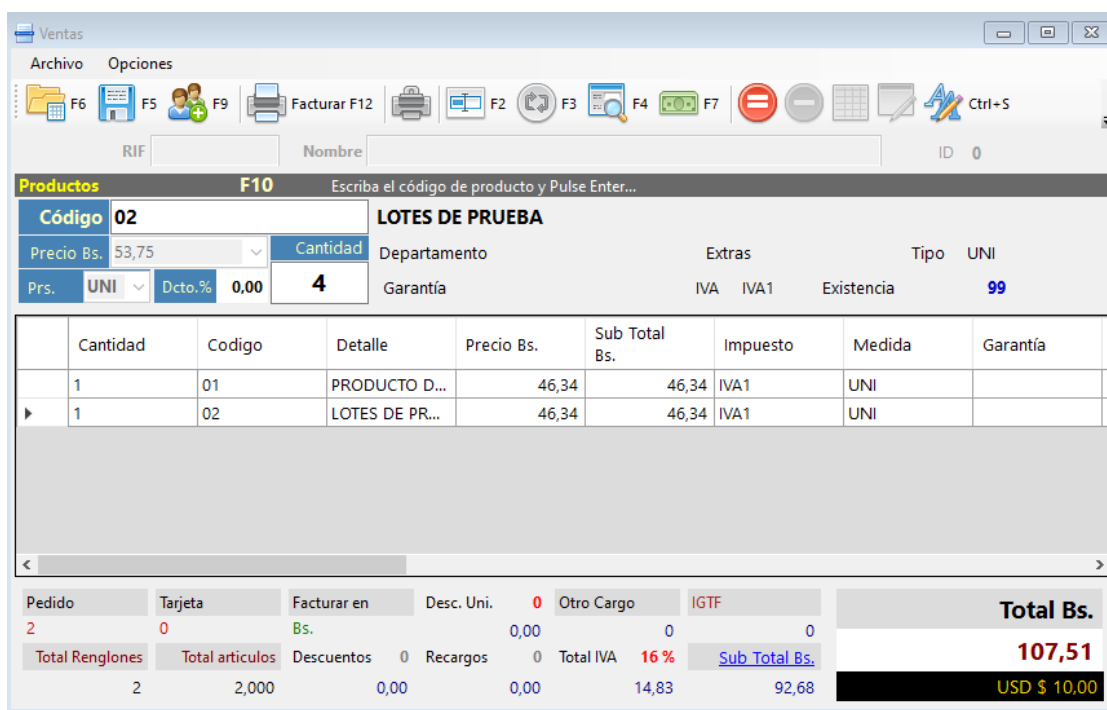 Ventas
Archivo Opciones
F6 F5 F9 Facturar F12 F2 F3 F4 F7 Ctrl+S
RIF Nombre ID 0
Productos F10 Escriba el código de producto y Pulse Enter...
Código 02 LOTES DE PRUEBA
Precio Bs. 53,75 Cantidad Departamento Extras Tipo UNI
Prs. UNI Dcto.% 0,00 4 Garantía IVA IVA1 Existencia 99
Cantidad Codigo Detalle Precio Bs. Sub Total Bs. Impuesto Medida Garantía
1 01 PRODUCTO D... 46,34 46,34 IVA1 UNI
1 02 LOTES DE PR... 46,34 46,34 IVA1 UNI
Pedido Tarjeta Facturar en Desc. Uni. 0 Otro Cargo IGTF Total Bs.
2 0 Bs. 0,00 0 0
Total Renglones Total articulos Descuentos 0 Recargos 0 Total IVA 16 % Sub Total Bs. 107,51
2 2,000 0,00 0,00 14,83 92,68 USD $ 10,00